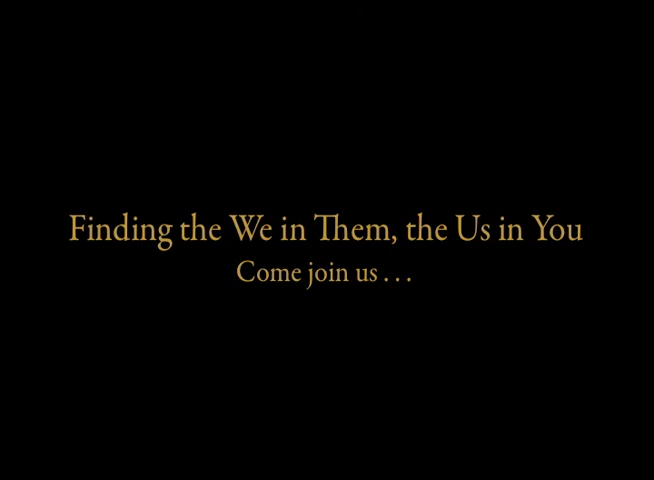 Finding the We in Them, the Us in You
Come join us . . .